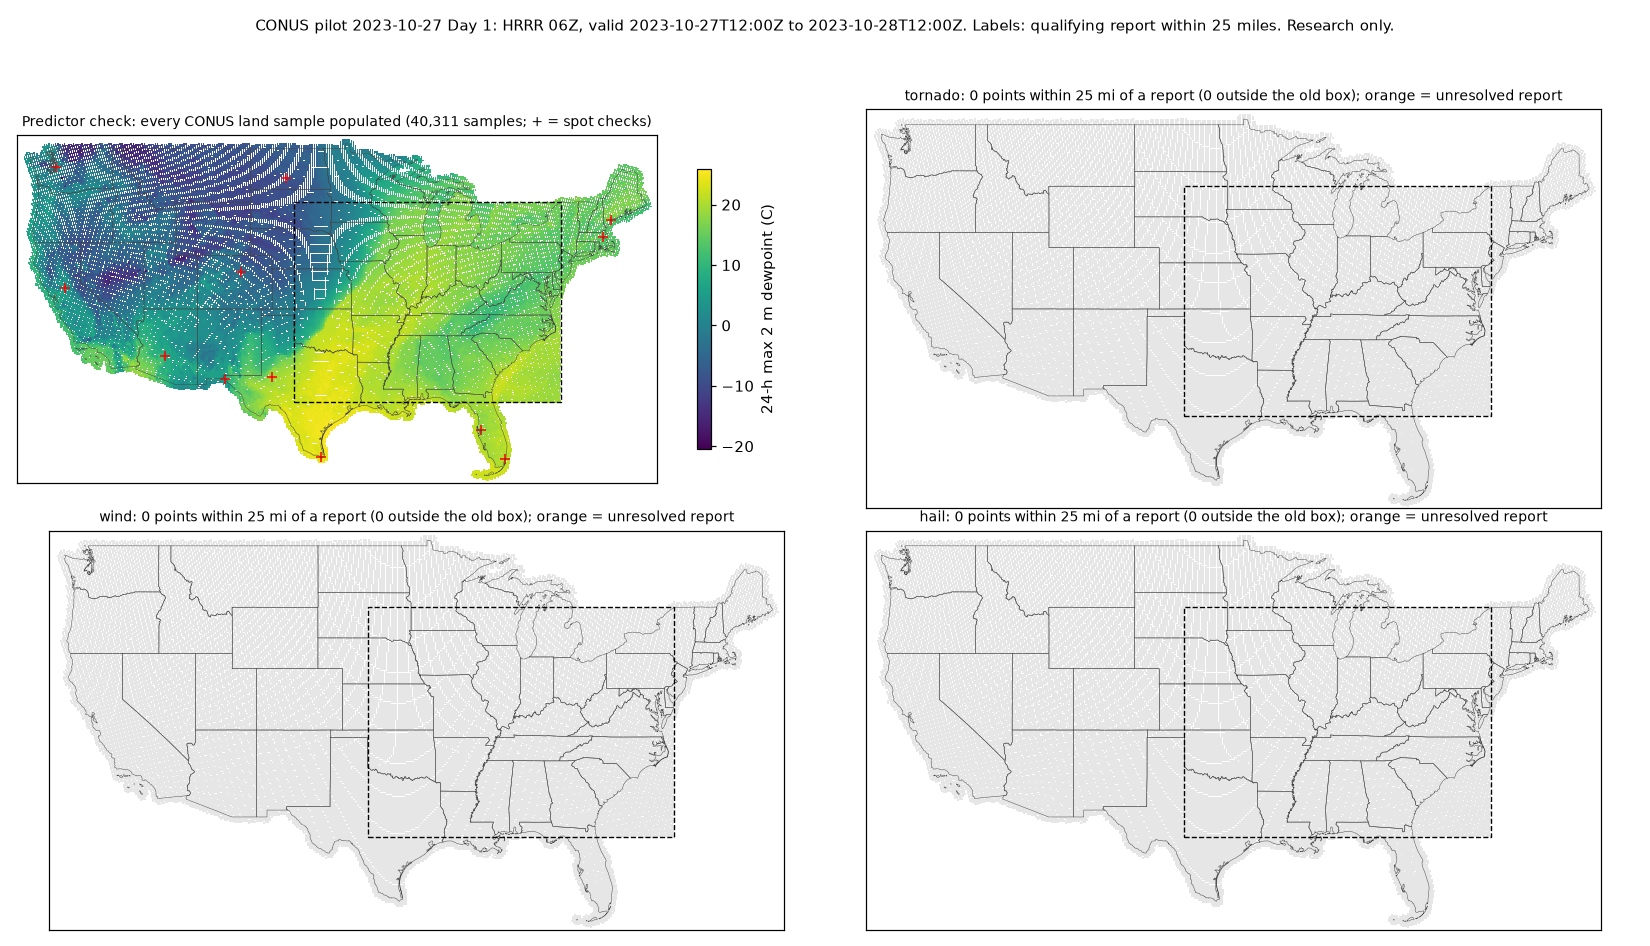 CONUS pilot 2023-10-27 Day 1: HRRR 06Z, valid 2023-10-27T12:00Z to 2023-10-28T12:00Z. Labels: qualifying report within 25 miles. Research only.
Predictor check: every CONUS land sample populated (40,311 samples; + = spot checks)
20
10
0
−10
−20
24-h max 2 m dewpoint (C)
tornado: 0 points within 25 mi of a report (0 outside the old box); orange = unresolved report
wind: 0 points within 25 mi of a report (0 outside the old box); orange = unresolved report
hail: 0 points within 25 mi of a report (0 outside the old box); orange = unresolved report